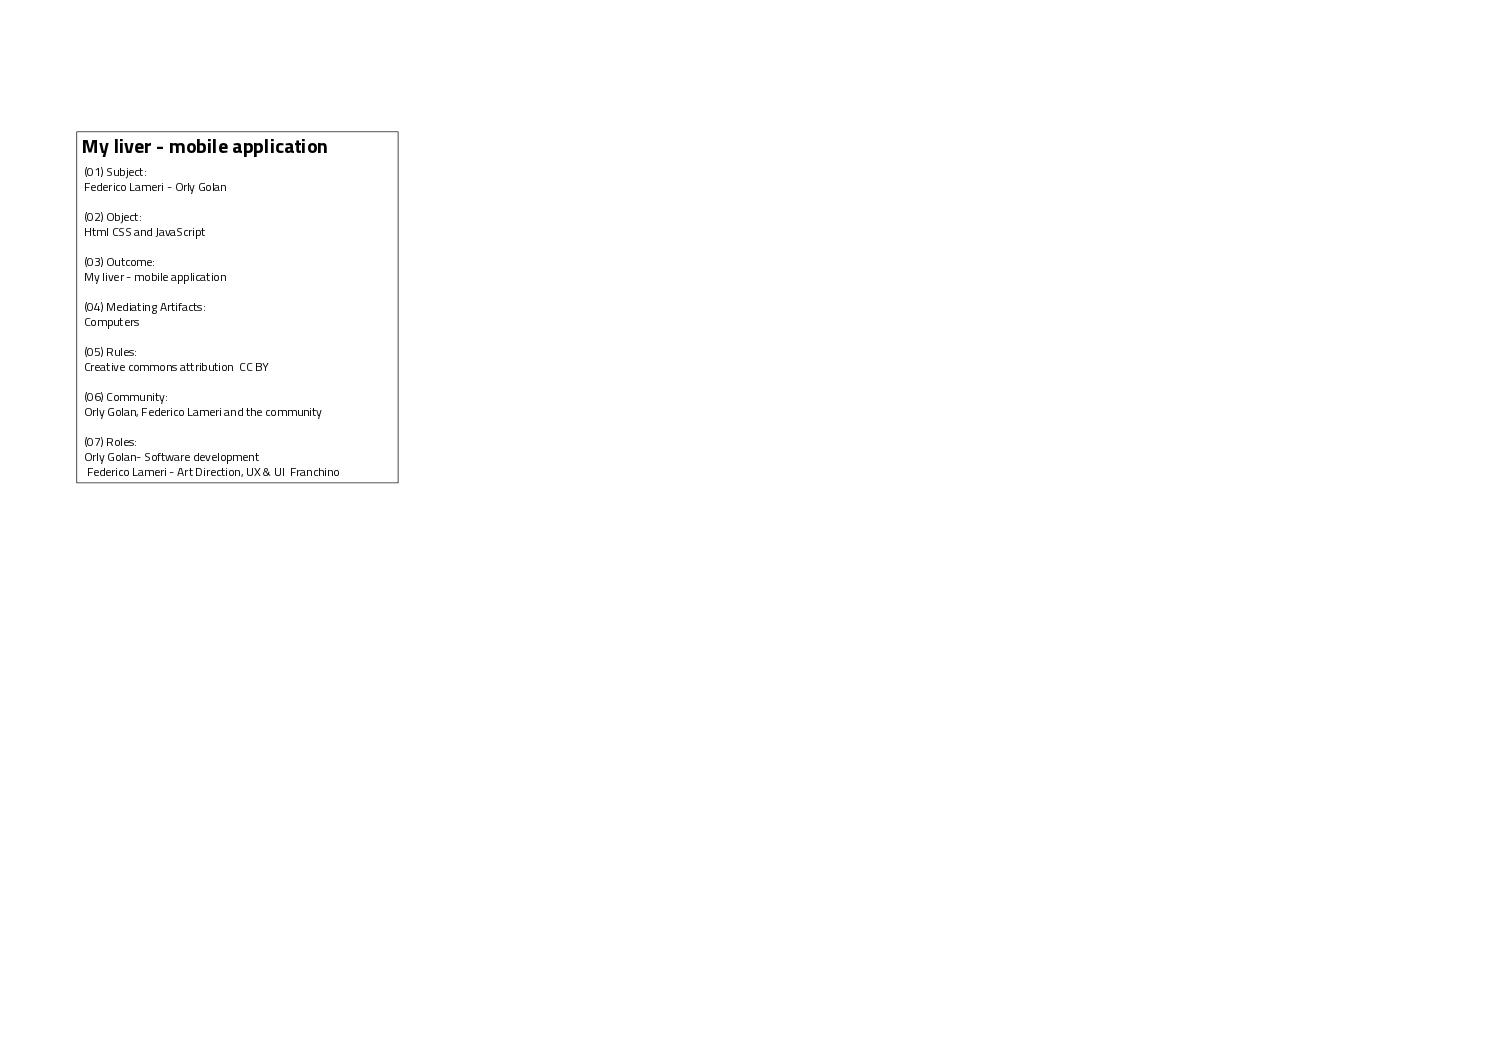 My liver - mobile application
(01) Subject:
Federico Lameri - Orly Golan
(02) Object:
Html CSS and JavaScript
(03) Outcome:
My liver - mobile application
(04) Mediating Artifacts:
Computers
(05) Rules:
Creative commons attribution  CC BY
(06) Community:
Orly Golan, Federico Lameri and the community
(07) Roles:
Orly Golan- Software development
Federico Lameri - Art Direction, UX & UI  Franchino